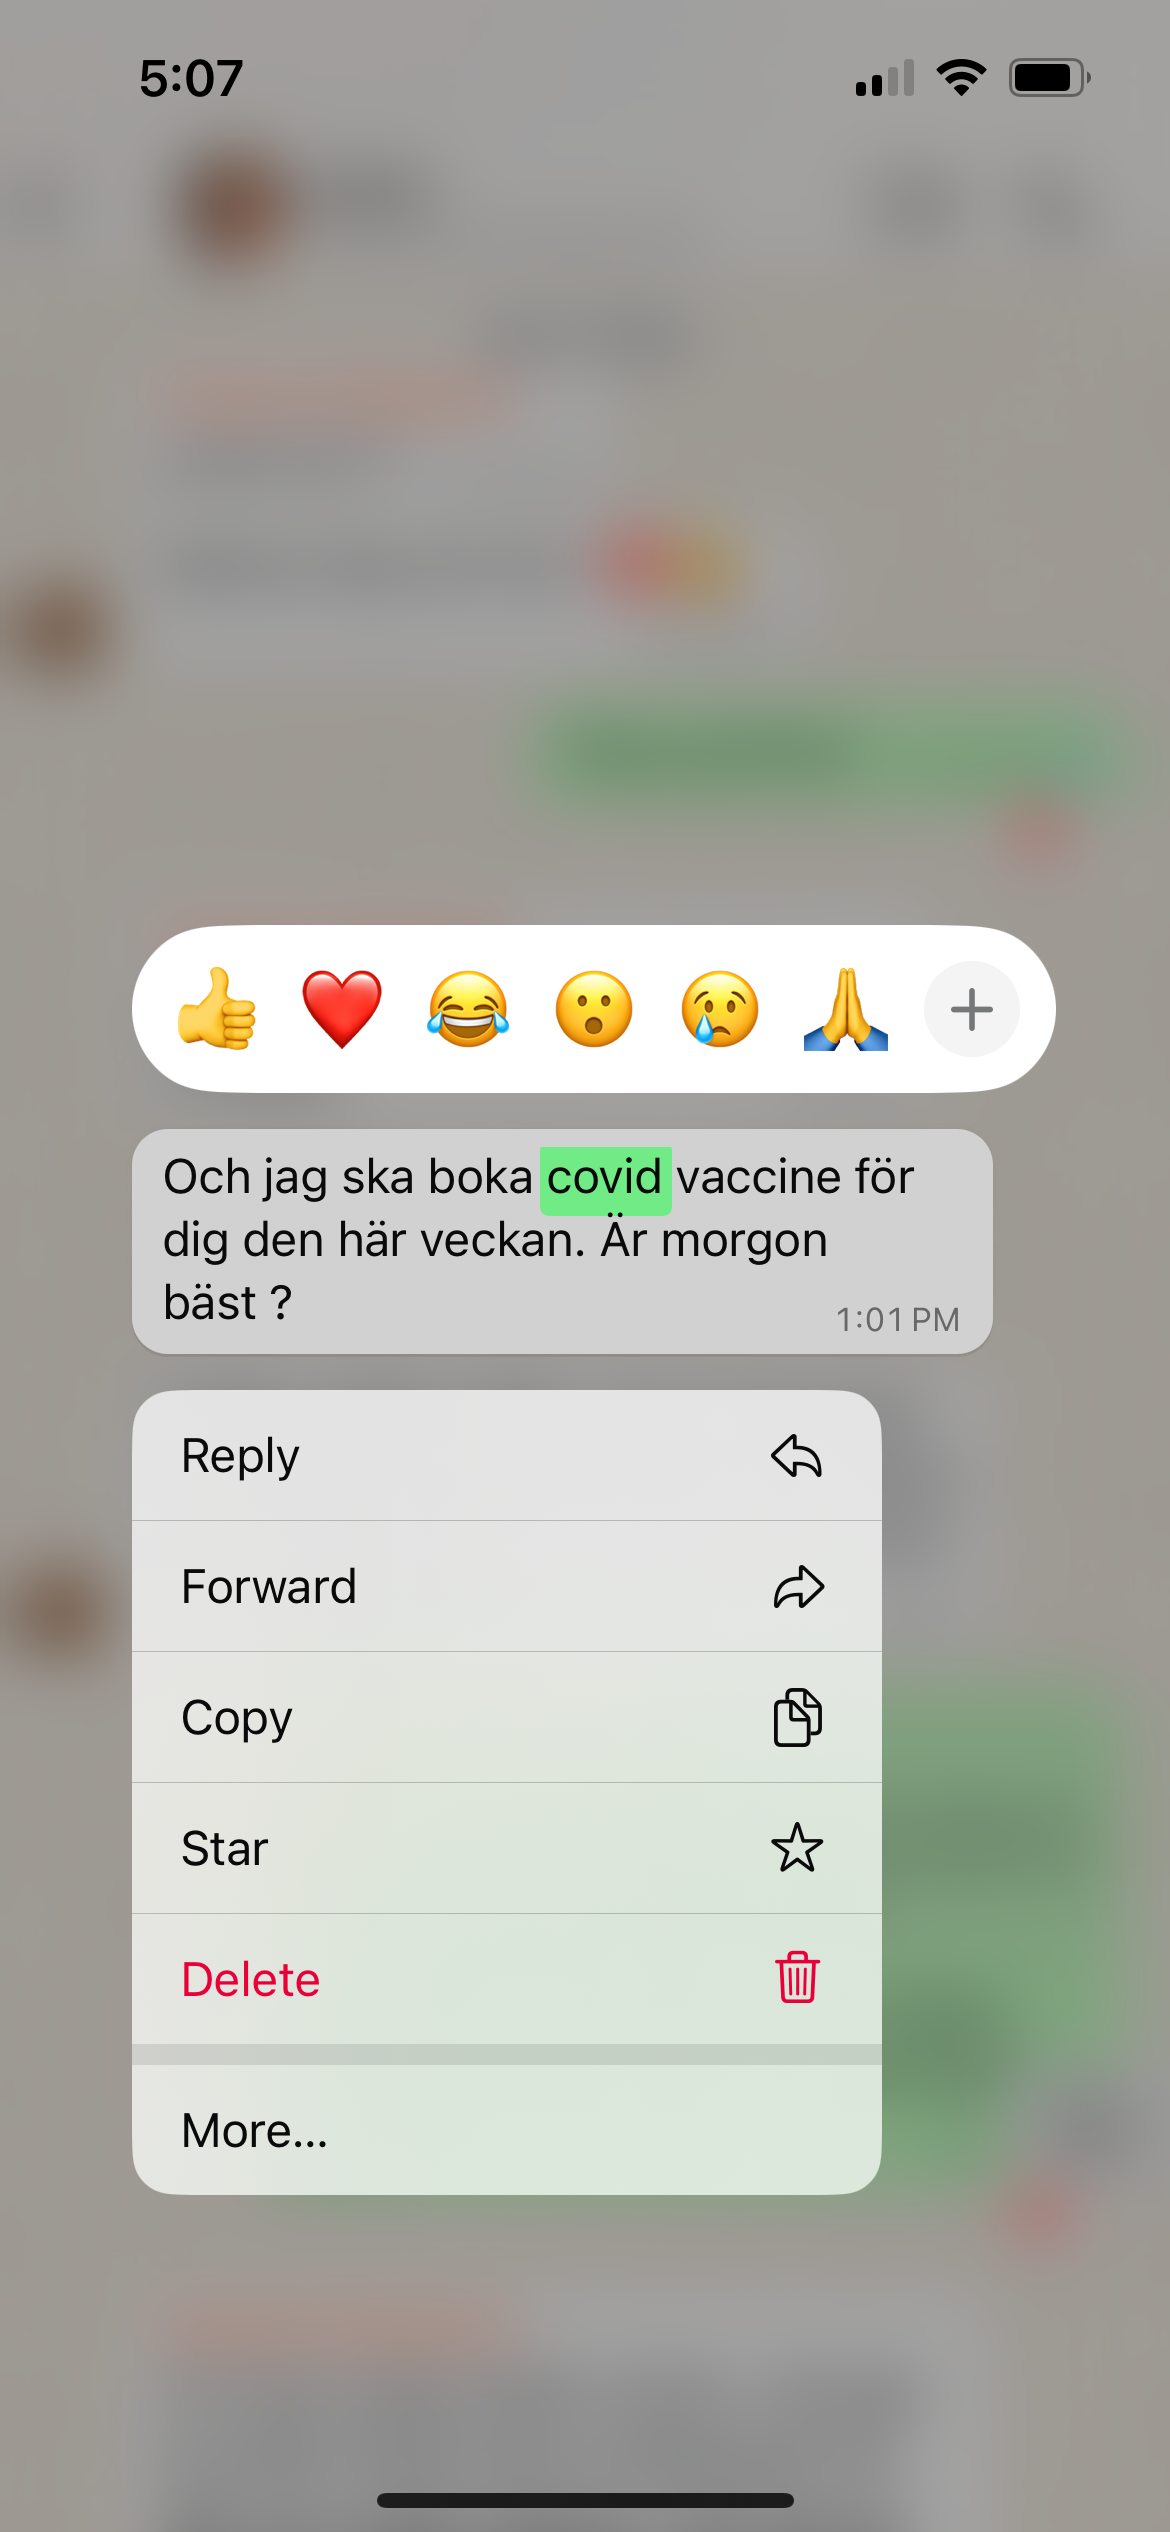 5:07
Och jag ska boka covid vaccine för
dig den här veckan. Är morgon
bäst ?
1:01 PM
Reply
Forward
Copy
Star
Delete
More...